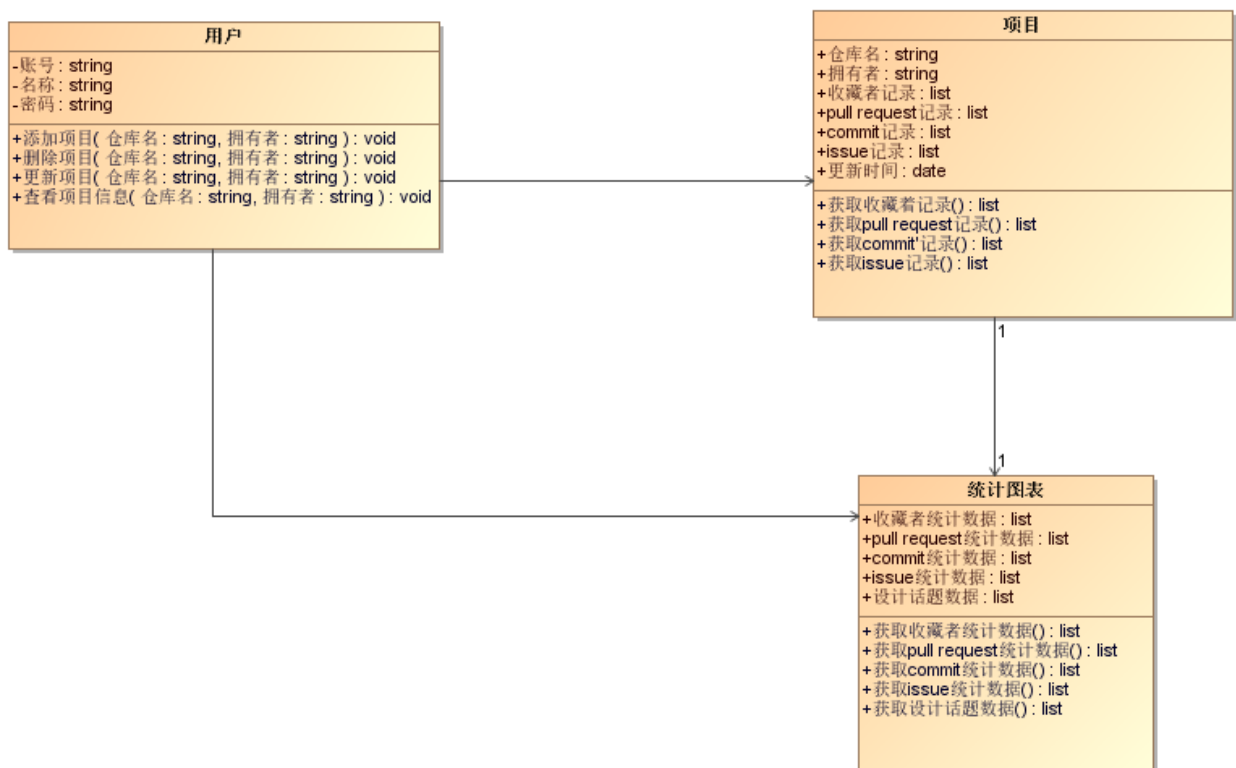 用户
-账号 : string
-名称 : string
-密码 : string
+添加项目( 仓库名 : string, 拥有者 : string ) : void
+删除项目( 仓库名 : string, 拥有者 : string ) : void
+更新项目( 仓库名 : string, 拥有者 : string ) : void
+查看项目信息( 仓库名 : string, 拥有者 : string ) : void
项目
+仓库名 : string
+拥有者 : string
+收藏者记录 : list
+pull request记录 : list
+commit记录 : list
+issue记录 : list
+更新时间 : date
+获取收藏着记录() : list
+获取pull request记录() : list
+获取commit'记录() : list
+获取issue记录() : list
1
1
统计图表
+收藏者统计数据 : list
+pull request统计数据 : list
+commit统计数据 : list
+issue统计数据 : list
+设计话题数据 : list
+获取收藏者统计数据() : list
+获取pull request统计数据() : list
+获取commit统计数据() : list
+获取issue统计数据() : list
+获取设计话题数据() : list